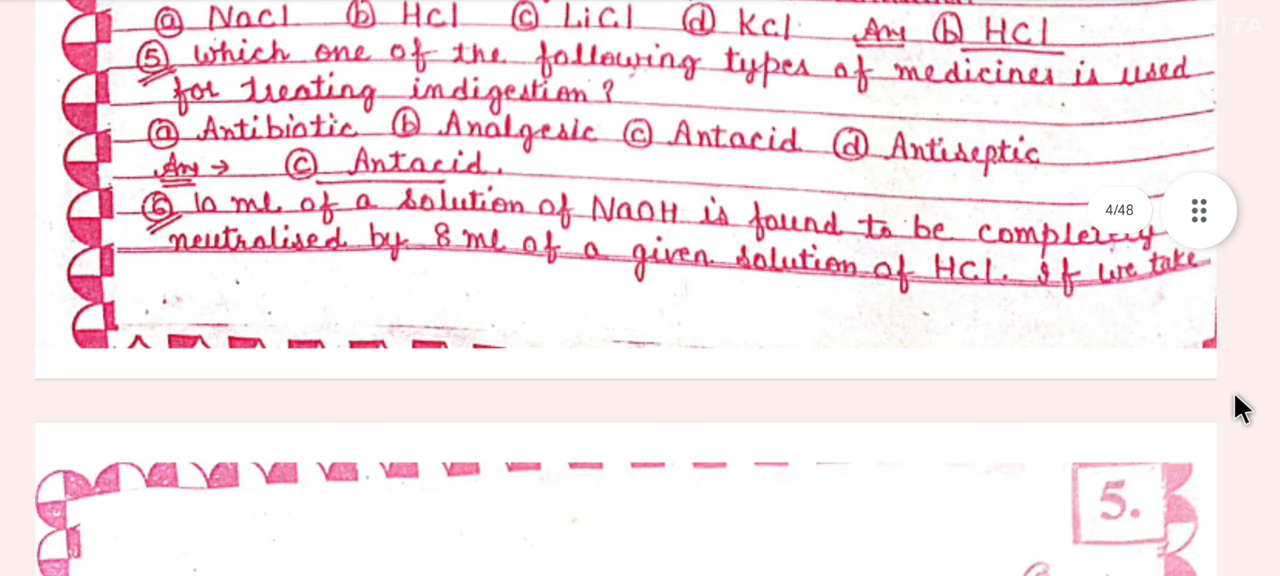 ⓐ Nacl ⓑ HCl ⓒ LiCl ⓓ KCl. Ans ⓑ HCl
ITA
⑤ which one of the following types of medicines is used
for treating indigestion?
ⓐ Antibiotic ⓑ Analgesic ⓒ Antacid ⓓ Antiseptic
Ans → ⓒ Antacid.
⑥ 10 ml of a solution of NaOH is found to be
neutralised by 8 ml of a given solution of HCl. If we take
4/48
5.